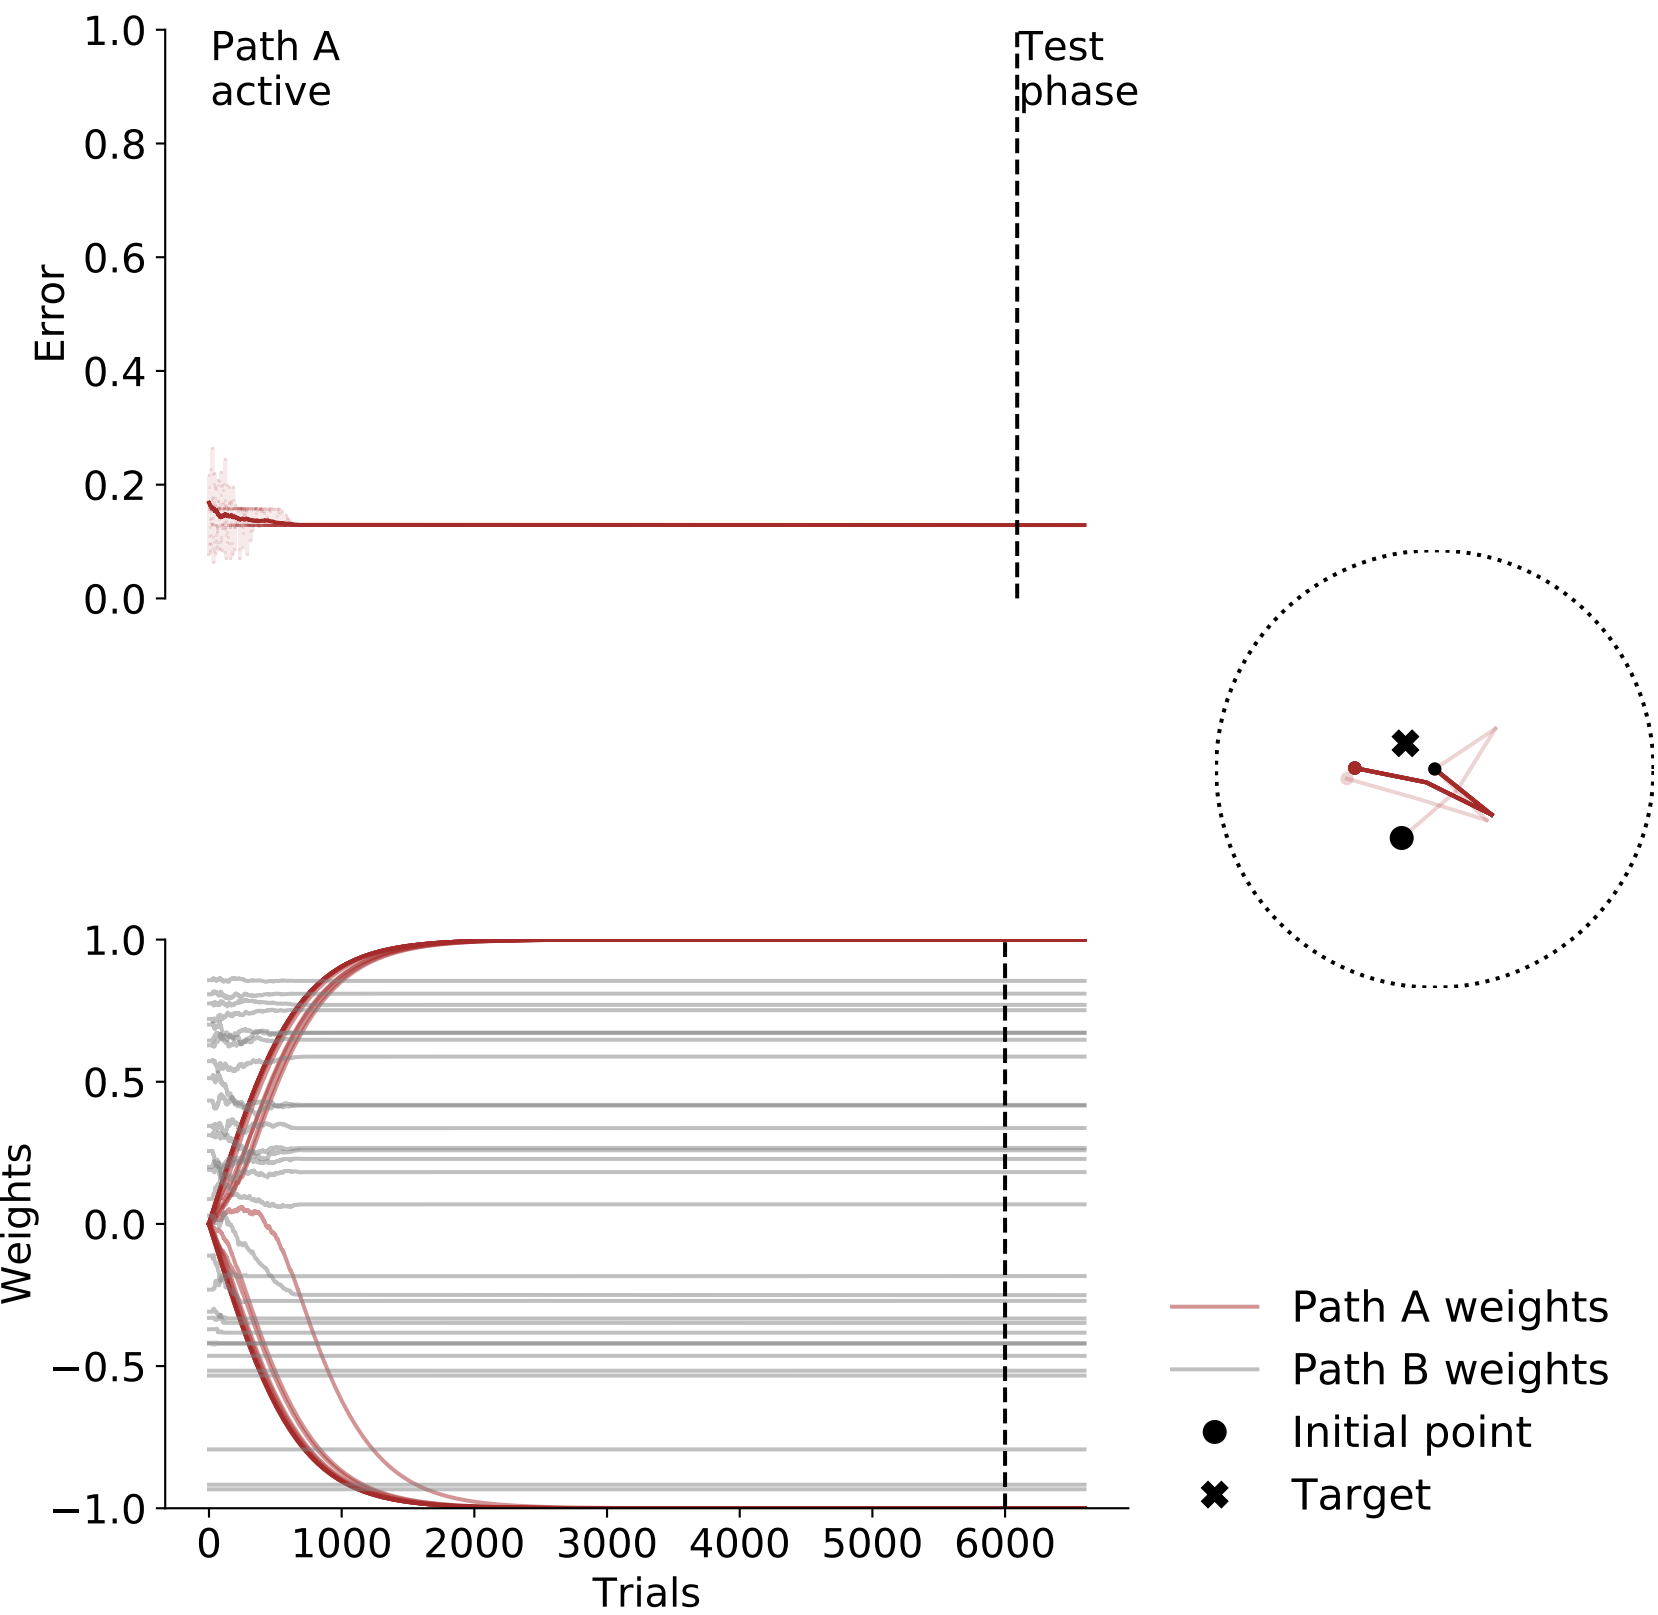 1.0
Path A
active
Test
phase
0.8
0.6
0.4
0.2
0.0
Error
1.0
0.5
0.0
−0.5
−1.0
Weights
0 1000 2000 3000 4000 5000 6000
Trials
Path A weights
Path B weights
Initial point
Target